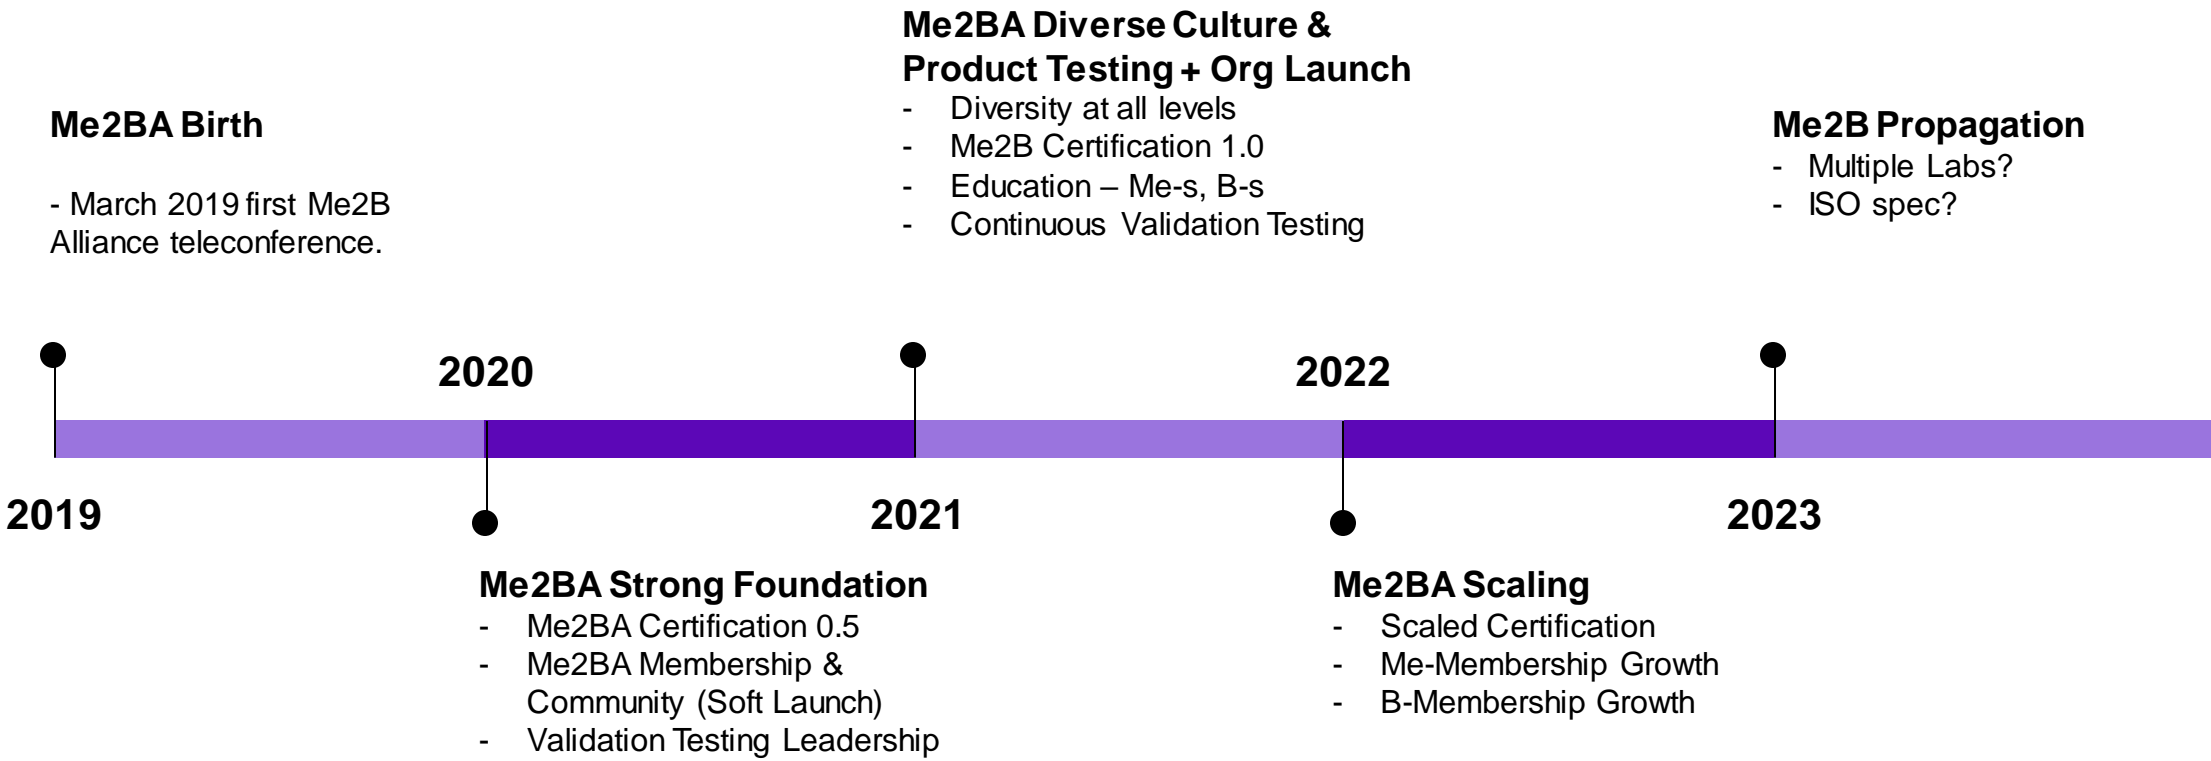 Me2BA Birth
- March 2019 first Me2B
Alliance teleconference.
2019
2020
Me2BA Strong Foundation
- Me2BA Certification 0.5
- Me2BA Membership &
Community (Soft Launch)
- Validation Testing Leadership
Me2BA Diverse Culture &
Product Testing + Org Launch
- Diversity at all levels
- Me2B Certification 1.0
- Education – Me-s, B-s
- Continuous Validation Testing
2021
2022
Me2BA Scaling
- Scaled Certification
- Me-Membership Growth
- B-Membership Growth
Me2B Propagation
- Multiple Labs?
- ISO spec?
2023